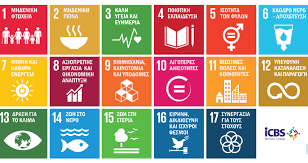 1 ΜΗΔΕΝΙΚΗ
ΦΤΩΧΕΙΑ
2 ΜΗΔΕΝΙΚΗ
ΠΕΙΝΑ
3 ΚΑΛΗ
ΥΓΕΙΑ ΚΑΙ
ΕΥΗΜΕΡΙΑ
4 ΠΟΙΟΤΙΚΗ
ΕΚΠΑΙΔΕΥΣΗ
5 ΙΣΟΤΗΤΑ
ΤΩΝ ΦΥΛΩΝ
6 ΚΑΘΑΡΟ ΝΕΡΟ
- ΑΠΟΧΕΤΕΥΣΗ
7 ΦΘΗΝΗ ΚΑΙ
ΚΑΘΑΡΗ
ΕΝΕΡΓΕΙΑ
8 ΑΞΙΟΠΡΕΠΗΣ
ΕΡΓΑΣΙΑ ΚΑΙ
ΟΙΚΟΝΟΜΙΚΗ
ΑΝΑΠΤΥΞΗ
9 ΒΙΟΜΗΧΑΝΙΑ,
ΚΑΙΝΟΤΟΜΙΑ
ΚΑΙ ΥΠΟΔΟΜΕΣ
10 ΛΙΓΟΤΕΡΕΣ
ΑΝΙΣΟΤΗΤΕΣ
11 ΒΙΩΣΙΜΕΣ
ΠΟΛΕΙΣ ΚΑΙ
ΚΟΙΝΟΤΗΤΕΣ
12 ΥΠΕΥΘΥΝΗ
ΚΑΤΑΝΑΛΩΣΗ
ΚΑΙ ΠΑΡΑΓΩΓΗ
13 ΔΡΑΣΗ ΓΙΑ
ΤΟ ΚΛΙΜΑ
14 ΖΩΗ ΣΤΟ
ΝΕΡΟ
15 ΖΩΗ ΣΤΗ
ΣΤΕΡΙΑ
16 ΕΙΡΗΝΗ,
ΔΙΚΑΙΟΣΥΝΗ
ΚΑΙ ΙΣΧΥΡΟΙ
ΘΕΣΜΟΙ
17 ΣΥΝΕΡΓΑΣΙΑ
ΓΙΑ ΤΟΥΣ
ΣΤΟΧΟΥΣ
iCBS